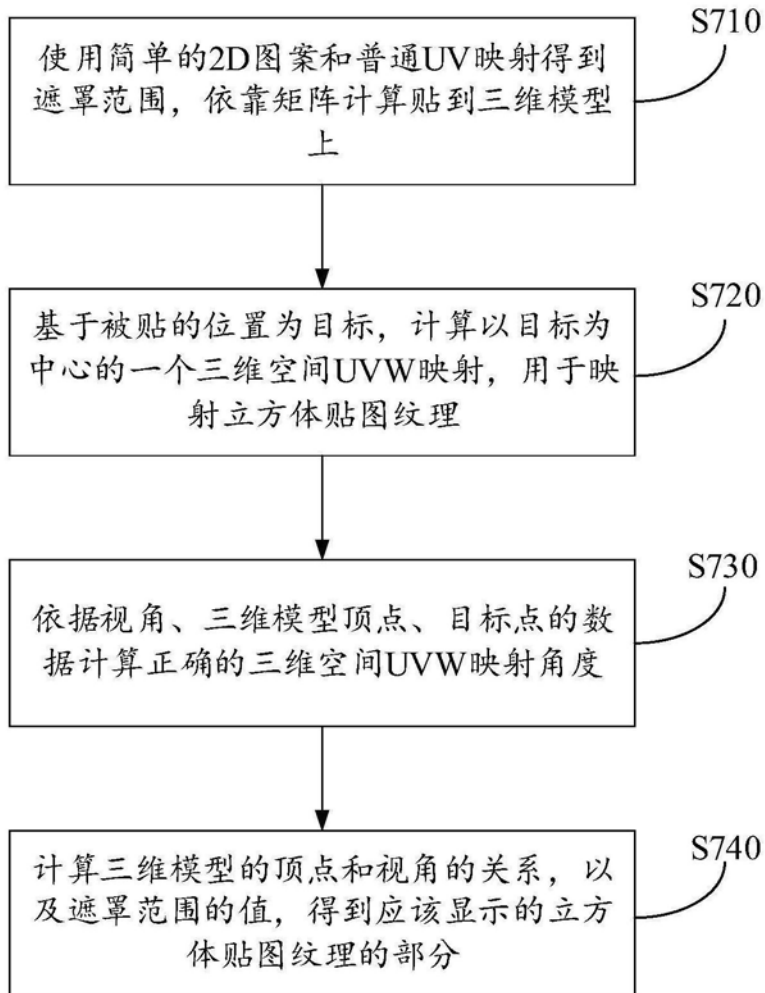 S710
使用简单的2D图案和普通UV映射得到
遮罩范围，依靠矩阵计算贴到三维模型
上
S720
基于被贴的位置为目标，计算以目标为
中心的一个三维空间UVW映射，用于映
射立方体贴图纹理
S730
依据视角、三维模型顶点、目标点的数
据计算正确的三维空间UVW映射角度
S740
计算三维模型的顶点和视角的关系，以
及遮罩范围的值，得到应该显示的立方
体贴图纹理的部分